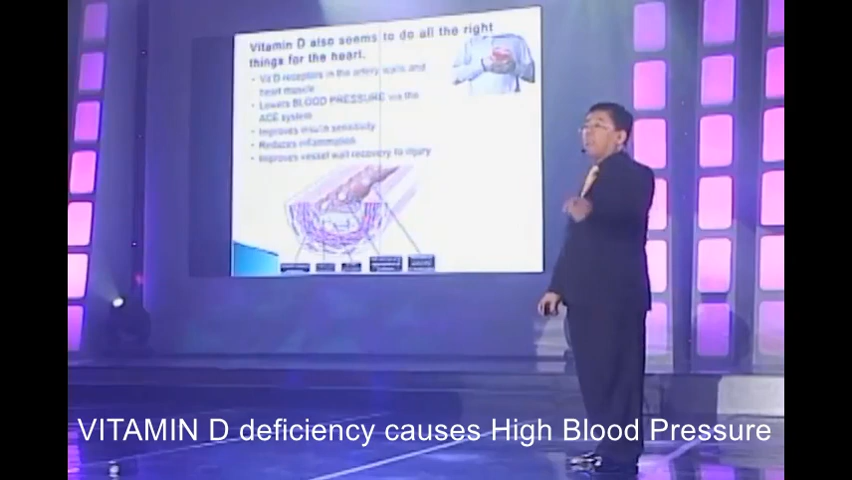 Vitamin D also seems to do all the right
things for the heart.
• Vit D receptors in the artery walls and
heart muscle
• Lowers BLOOD PRESSURE via the
ACE system
• Improves insulin sensitivity
• Reduces inflammation
• Improves vessel wall recovery to injury
VITAMIN D deficiency causes High Blood Pressure